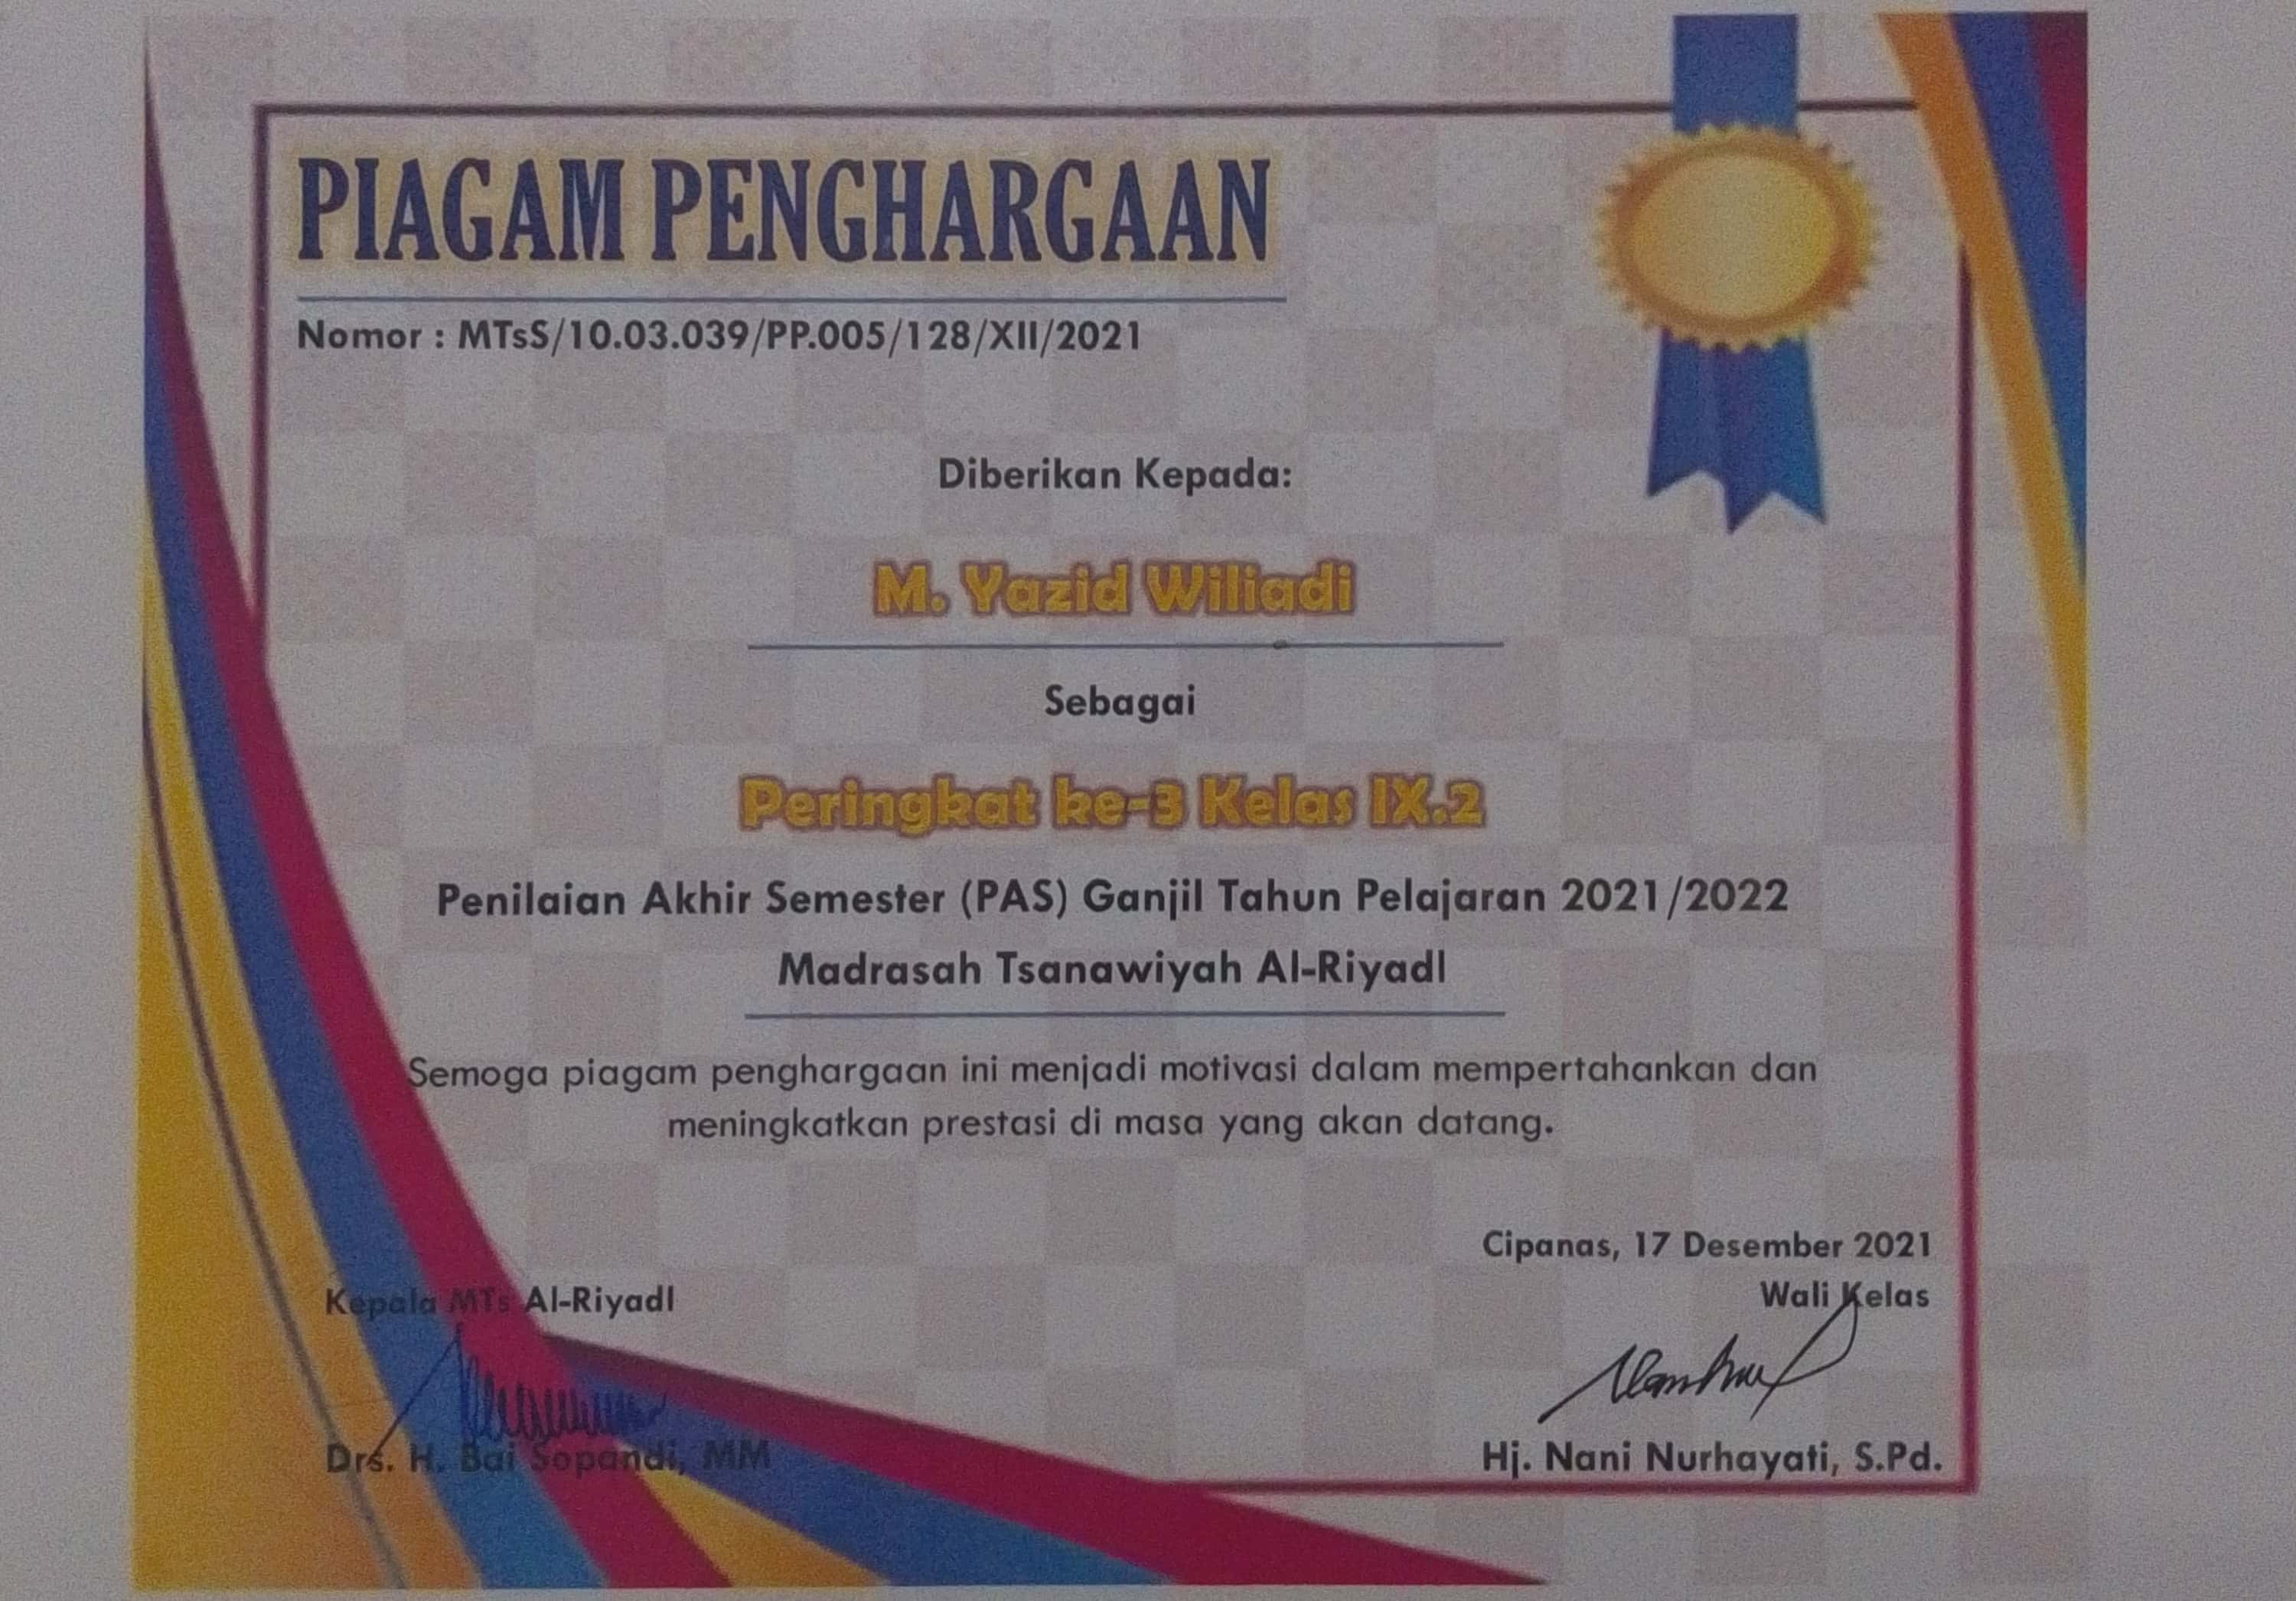 PIAGAM PENGHARGAAN
Nomor : MTsS/10.03.039/PP.005/128/XII/2021
Diberikan Kepada:
M. Yazid Wiliadi
Sebagai
Peringkat ke-3 Kelas IX.2
Penilaian Akhir Semester (PAS) Ganjil Tahun Pelajaran 2021/2022
Madrasah Tsanawiyah Al-Riyadl
Semoga piagam penghargaan ini menjadi motivasi dalam mempertahankan dan
meningkatkan prestasi di masa yang akan datang.
Cipanas, 17 Desember 2021
Kepala MTs Al-Riyadl
Wali Kelas
Drs. H. Bai Sopandi, MM
Hj. Nani Nurhayati, S.Pd.